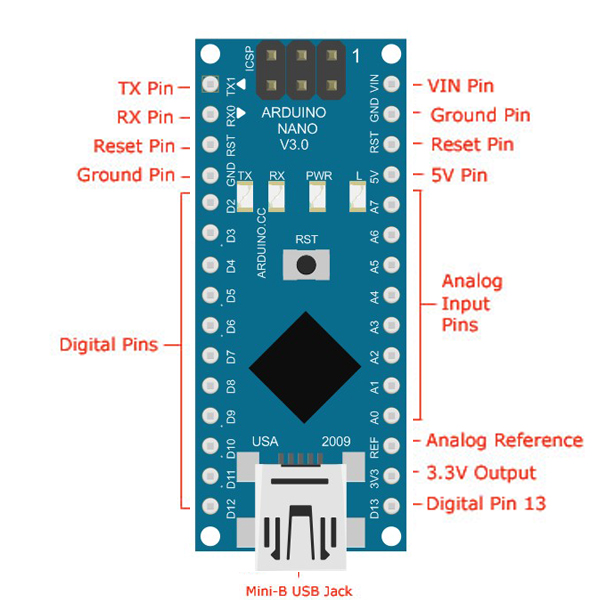 ICSP
1
TX Pin
TX1
VIN
VIN Pin
RX Pin
RX0
ARDUINO
NANO
V3.0
GND
Ground Pin
Reset Pin
RST
RST
Reset Pin
Ground Pin
GND
TX
RX
PWR
L
5V
5V Pin
D2
A7
D3
ARDUINO.CC
RST
A6
D4
A5
Analog
Input
Pins
D5
A4
D6
A3
Digital Pins
D7
A2
D8
A1
D9
A0
D10
USA
2009
REF
Analog Reference
D11
3V3
3.3V Output
D12
D13
Digital Pin 13
Mini-B USB Jack